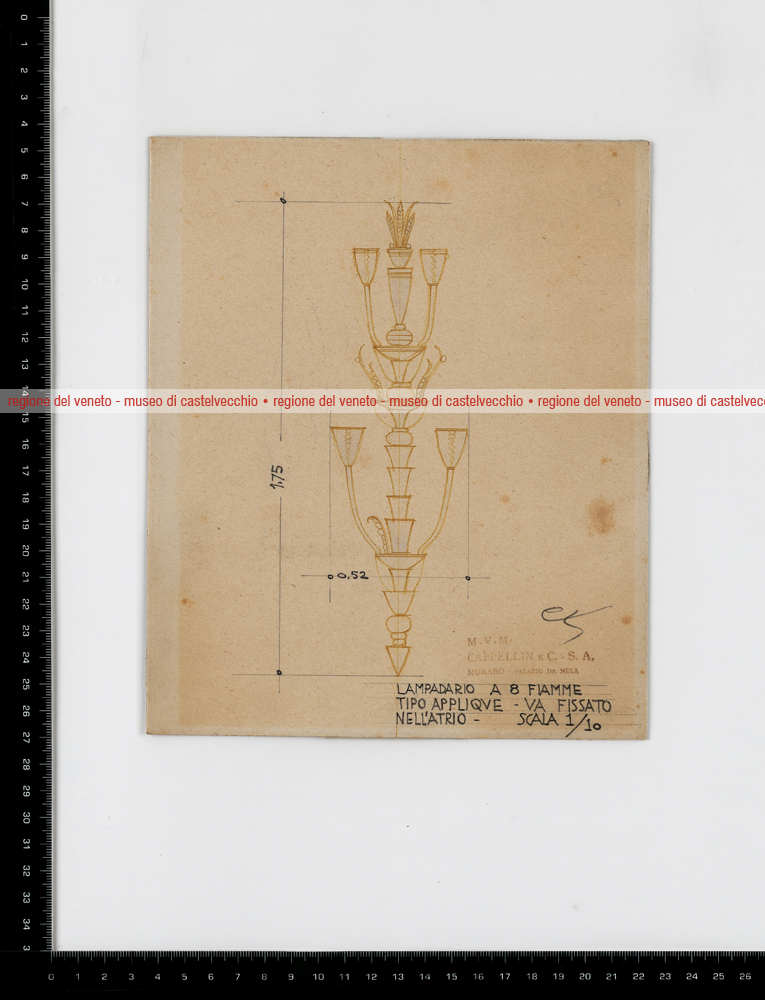 regione del veneto - museo di castelvecchio • regione del veneto - museo di castelvecchio • regione del veneto - museo di castelvecc
1,75
0,52
M.V.M.
CAPPELLIN E C. - S. A.
MURANO - PALAZZO DA MULA
LAMPADARIO A 8 FIAMME
TIPO APPLIQVE - VA FISSATO
NELL'ATRIO - SCALA 1/10
0 1 2 3 4 5 6 7 8 9 10 11 12 13 14 15 16 17 18 19 20 21 22 23 24 25 26 27 28 29 30 31 32 33 34 3
0 1 2 3 4 5 6 7 8 9 10 11 12 13 14 15 16 17 18 19 20 21 22 23 24 25 26